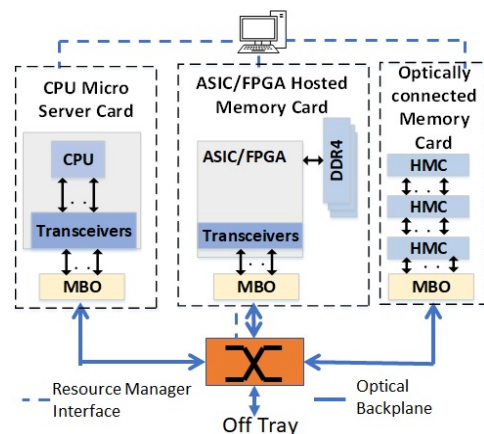 CPU Micro
Server Card
CPU
. .
Transceivers
. .
MBO
ASIC/FPGA Hosted
Memory Card
ASIC/FPGA
DDR4
Transceivers
. .
MBO
Optically
connected
Memory
Card
HMC
. .
HMC
. .
HMC
. .
MBO
Resource Manager
Interface
Off Tray
Optical
Backplane